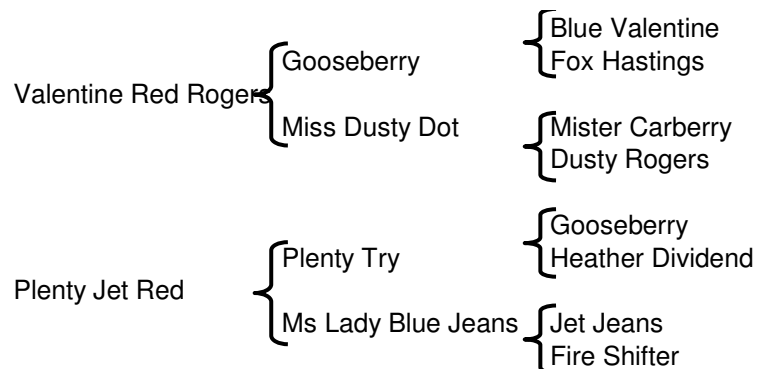 Blue Valentine
Gooseberry
Fox Hastings
Valentine Red Rogers
Miss Dusty Dot
Mister Carberry
Dusty Rogers
Gooseberry
Plenty Try
Heather Dividend
Plenty Jet Red
Ms Lady Blue Jeans
Jet Jeans
Fire Shifter